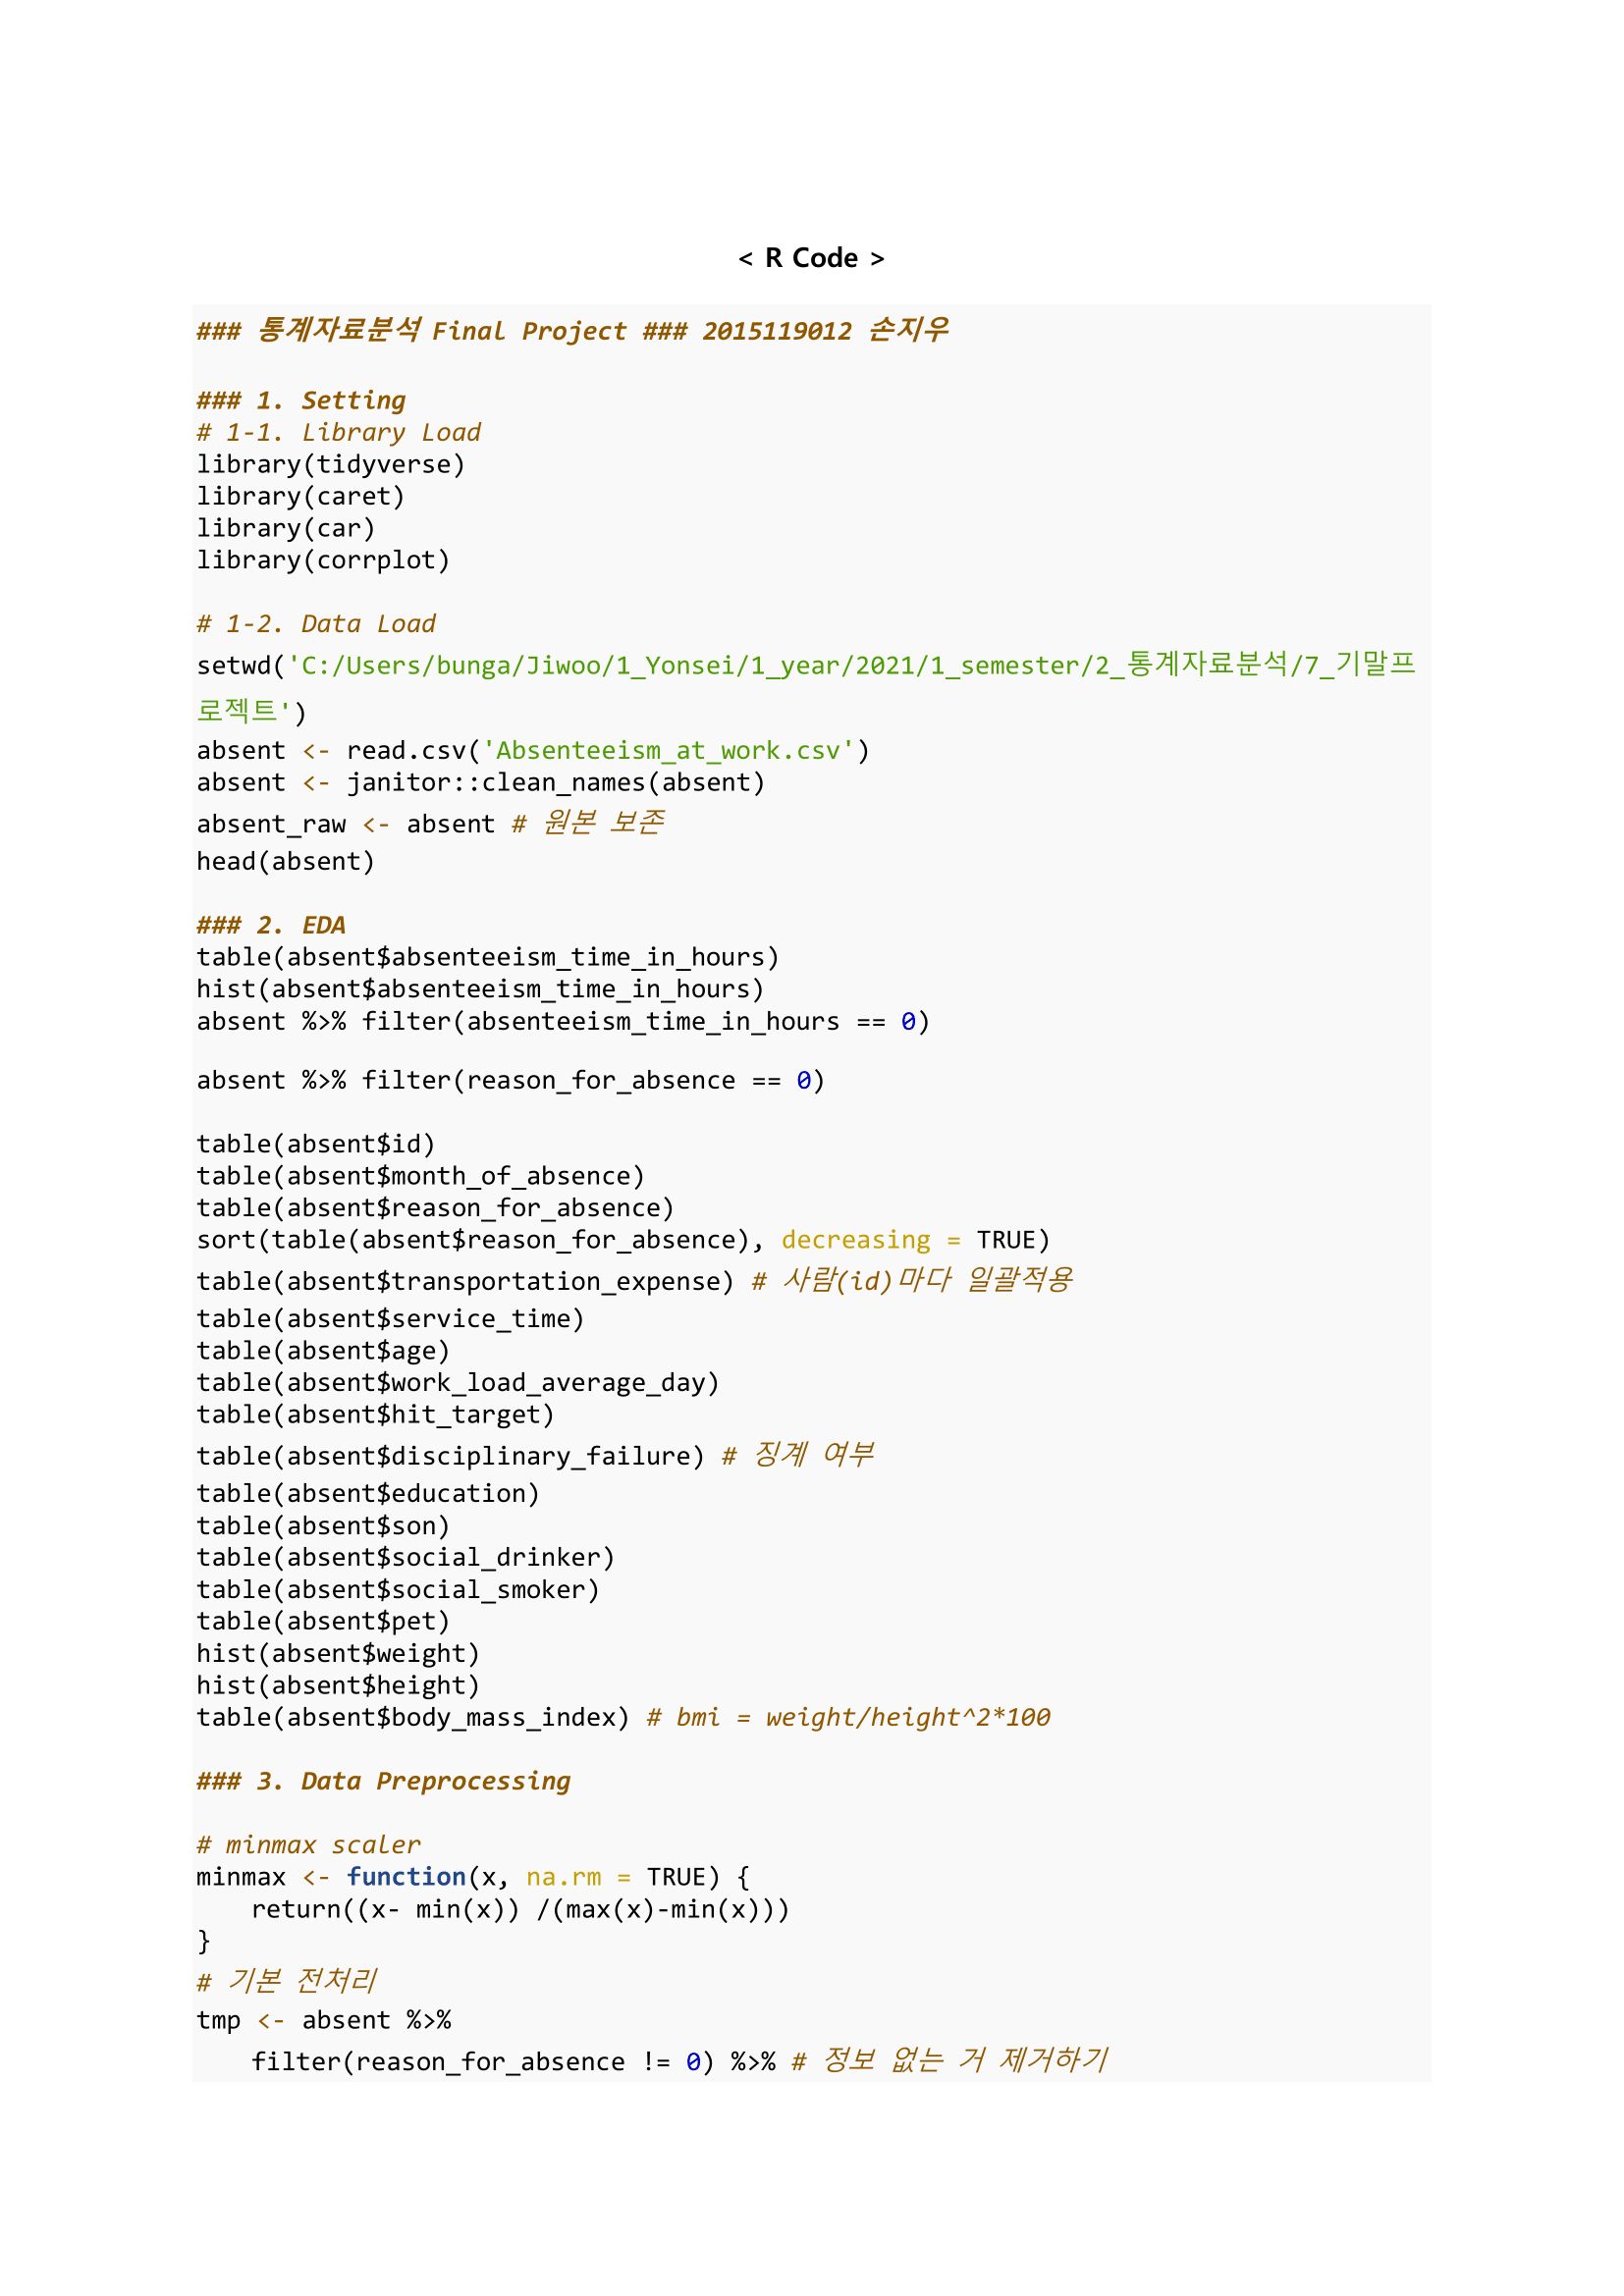 < R Code >
### 통계자료분석 Final Project ### 2015119012 손지우
### 1. Setting
# 1-1. Library Load
library(tidyverse)
library(caret)
library(car)
library(corrplot)
# 1-2. Data Load
setwd('C:/Users/bunga/Jiwoo/1_Yonsei/1_year/2021/1_semester/2_통계자료분석/7_기말프
로젝트')
absent <- read.csv('Absenteeism_at_work.csv')
absent <- janitor::clean_names(absent)
absent_raw <- absent # 원본 보존
head(absent)
### 2. EDA
table(absent$absenteeism_time_in_hours)
hist(absent$absenteeism_time_in_hours)
absent %>% filter(absenteeism_time_in_hours == 0)
absent %>% filter(reason_for_absence == 0)
table(absent$id)
table(absent$month_of_absence)
table(absent$reason_for_absence)
sort(table(absent$reason_for_absence), decreasing = TRUE)
table(absent$transportation_expense) # 사람(id)마다 일괄적용
table(absent$service_time)
table(absent$age)
table(absent$work_load_average_day)
table(absent$hit_target)
table(absent$disciplinary_failure) # 징계 여부
table(absent$education)
table(absent$son)
table(absent$social_drinker)
table(absent$social_smoker)
table(absent$pet)
hist(absent$weight)
hist(absent$height)
table(absent$body_mass_index) # bmi = weight/height^2*100
### 3. Data Preprocessing
# minmax scaler
minmax <- function(x, na.rm = TRUE) {
    return((x- min(x)) /(max(x)-min(x)))
}
# 기본 전처리
tmp <- absent %>%
    filter(reason_for_absence != 0) %>% # 정보 없는 거 제거하기